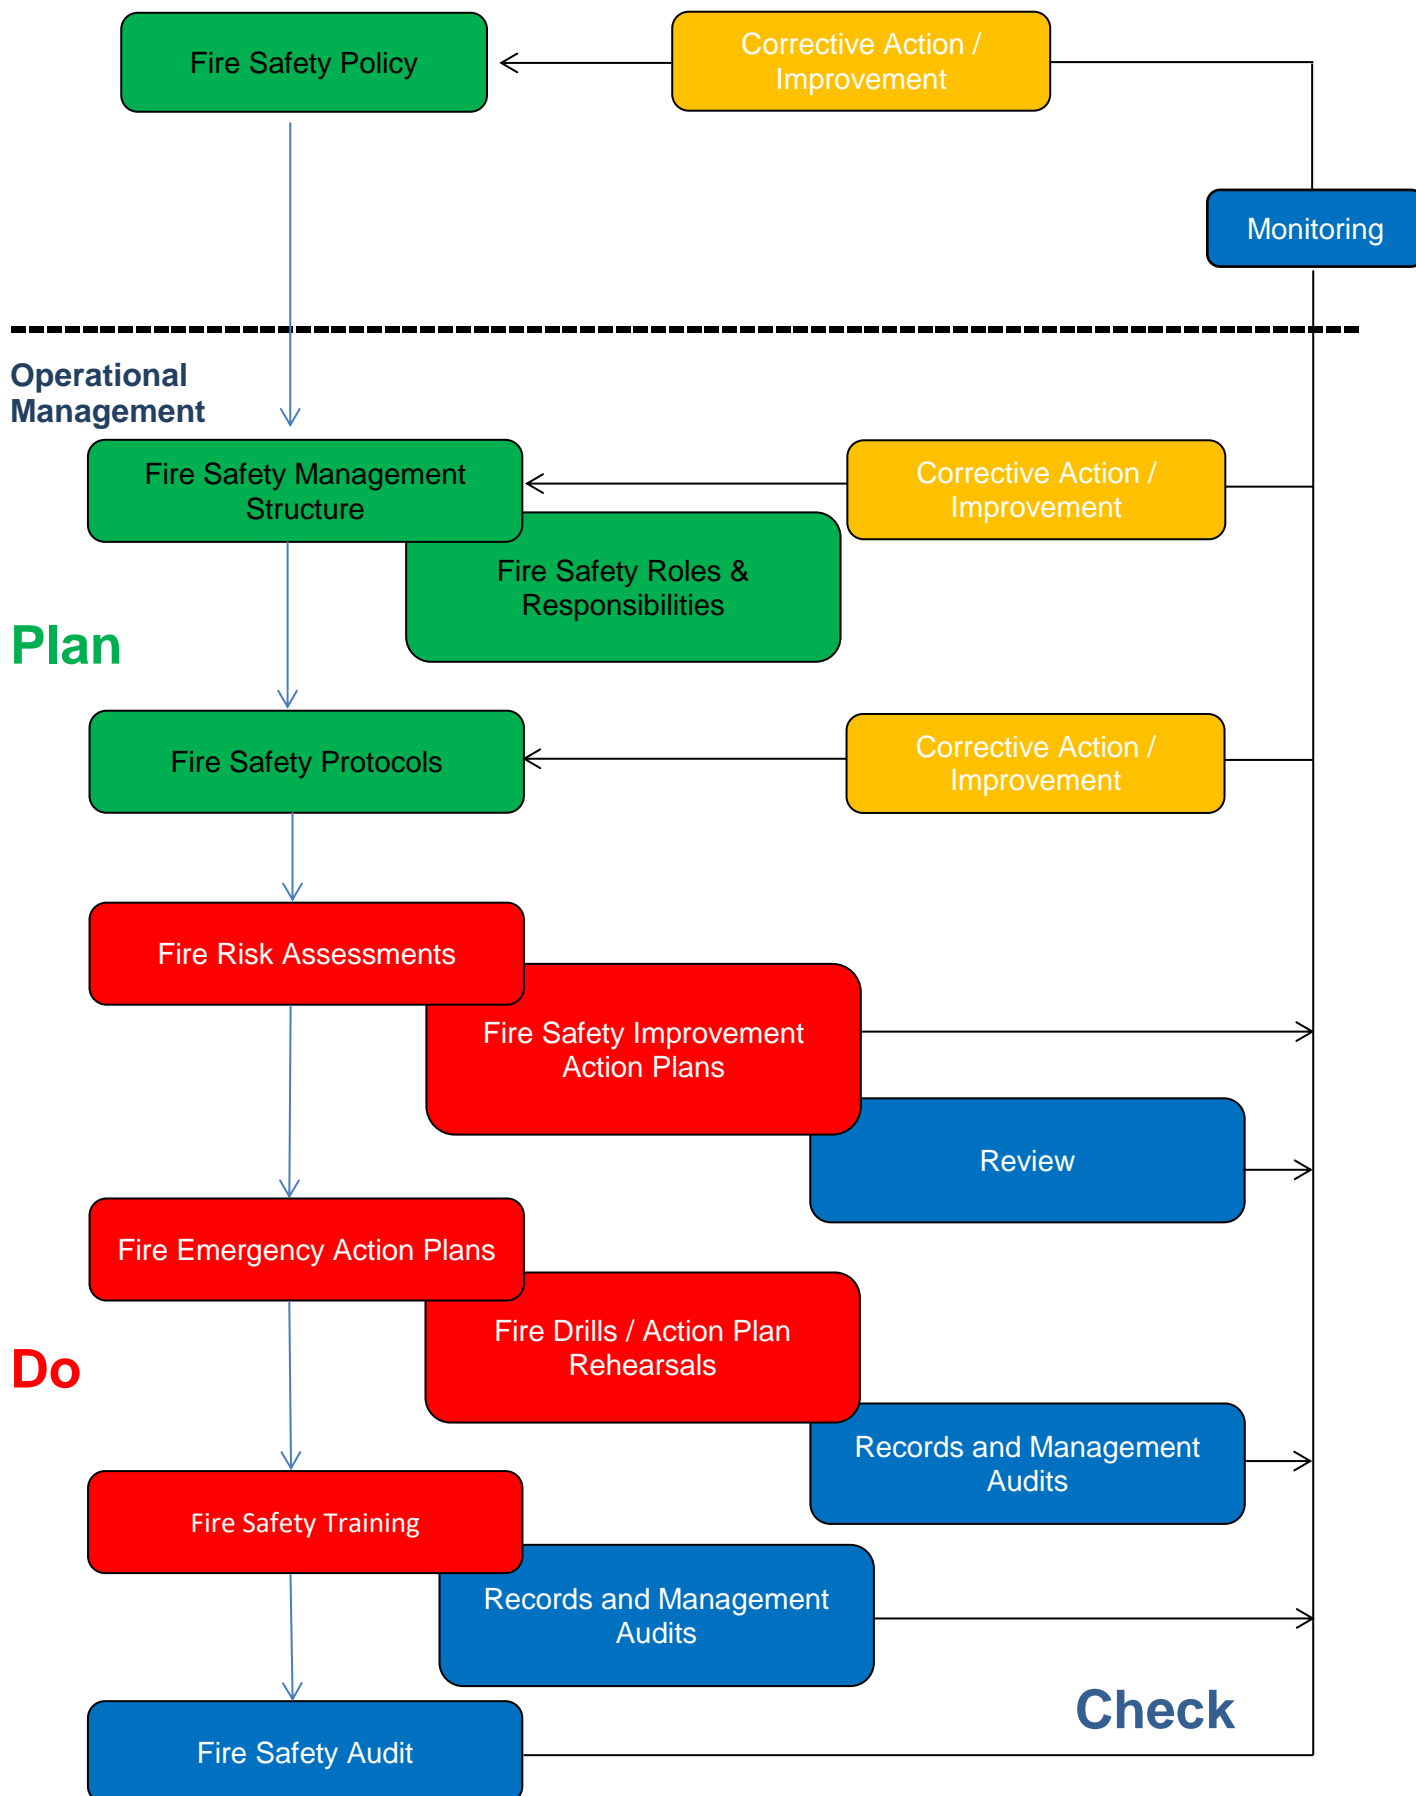 Fire Safety Policy
Corrective Action /
Improvement
Monitoring
Operational
Management
Fire Safety Management
Structure
Corrective Action /
Improvement
Fire Safety Roles &
Responsibilities
Plan
Fire Safety Protocols
Corrective Action /
Improvement
Fire Risk Assessments
Fire Safety Improvement
Action Plans
Review
Fire Emergency Action Plans
Fire Drills / Action Plan
Rehearsals
Do
Records and Management
Audits
Fire Safety Training
Records and Management
Audits
Check
Fire Safety Audit